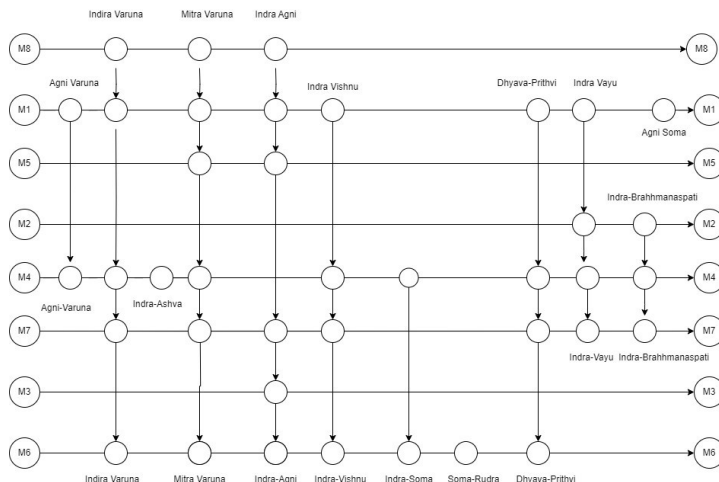 Indira Varuna Mitra Varuna Indra Agni
M8 M8
Agni Varuna Indra Vishnu Dhyava-Prithvi Indra Vayu
M1 M1
Agni Soma
M5 M5
Indra-Brahhmanaspati
M2 M2
M4 M4
Agni-Varuna Indra-Ashva
M7 M7
Indra-Vayu Indra-Brahhmanaspati
M3 M3
M6 M6
Indira Varuna Mitra Varuna Indra-Agni Indra-Vishnu Indra-Soma Soma-Rudra Dhyava-Prithvi